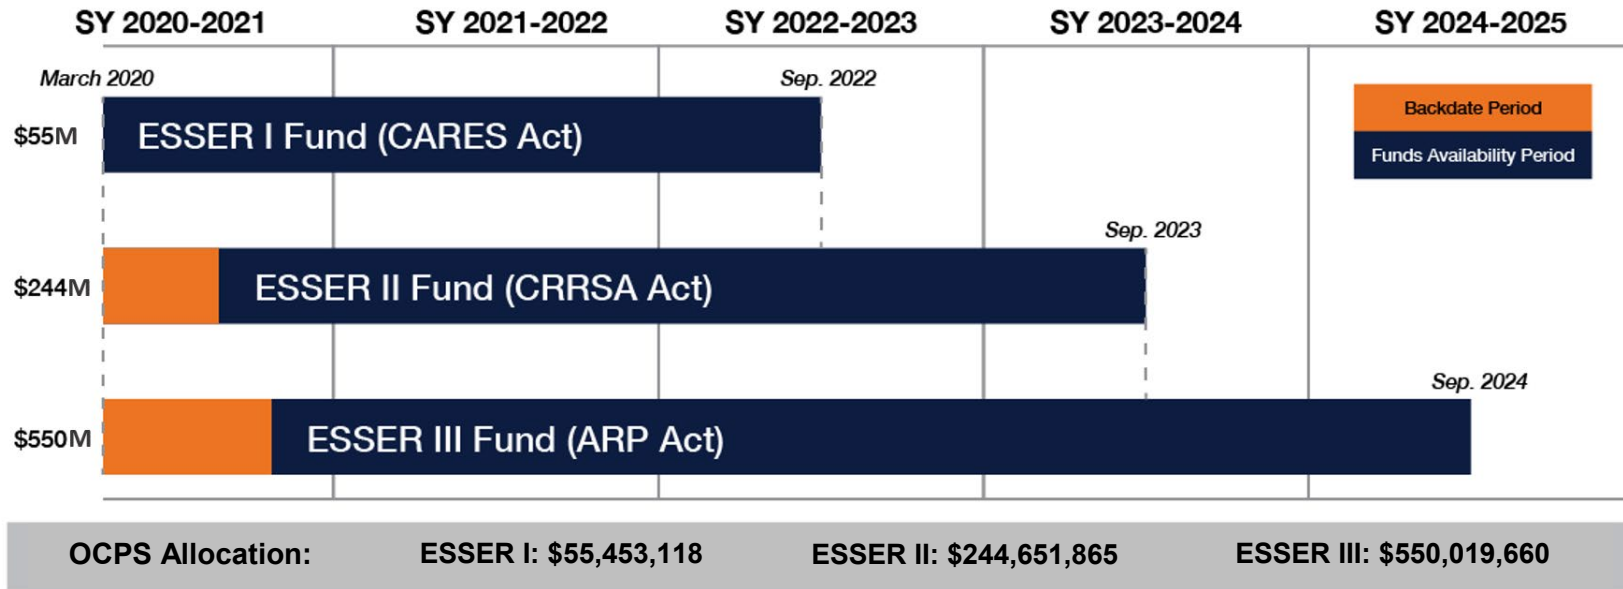 SY 2020-2021 SY 2021-2022 SY 2022-2023 SY 2023-2024 SY 2024-2025
March 2020
Sep. 2022
$55M
ESSER I Fund (CARES Act)
Backdate Period
Funds Availability Period
Sep. 2023
$244M
ESSER II Fund (CRRSA Act)
Sep. 2024
$550M
ESSER III Fund (ARP Act)
OCPS Allocation: ESSER I: $55,453,118 ESSER II: $244,651,865 ESSER III: $550,019,660